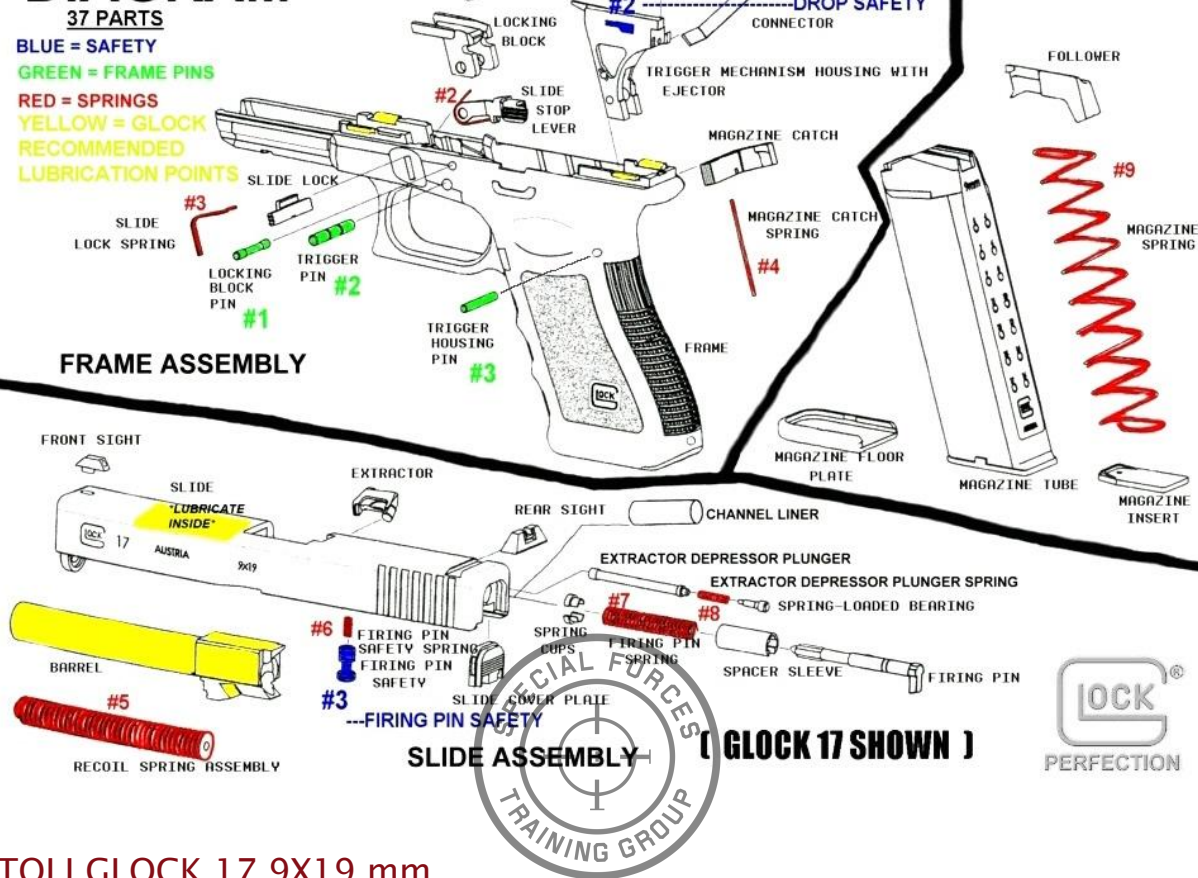 37 PARTS
BLUE = SAFETY
GREEN = FRAME PINS
RED = SPRINGS
YELLOW = GLOCK
RECOMMENDED
LUBRICATION POINTS
LOCKING
BLOCK
#2
DROP SAFETY
CONNECTOR
TRIGGER MECHANISM HOUSING WITH
EJECTOR
#2
SLIDE
STOP
LEVER
MAGAZINE CATCH
FOLLOWER
#9
MAGAZINE
SPRING
SLIDE LOCK
#3
SLIDE
LOCK SPRING
LOCKING
BLOCK
PIN
#1
TRIGGER
PIN
#2
TRIGGER
HOUSING
PIN
#3
MAGAZINE CATCH
SPRING
#4
FRAME
GLOCK
FRAME ASSEMBLY
MAGAZINE FLOOR
PLATE
MAGAZINE TUBE
MAGAZINE
INSERT
FRONT SIGHT
SLIDE
*LUBRICATE
INSIDE*
GLOCK 17 AUSTRIA 9X19
EXTRACTOR
REAR SIGHT
CHANNEL LINER
EXTRACTOR DEPRESSOR PLUNGER
EXTRACTOR DEPRESSOR PLUNGER SPRING
#8
SPRING-LOADED BEARING
SPRING
CUPS
#7
FIRING PIN
SPRING
SPACER SLEEVE
FIRING PIN
BARREL
#6
FIRING PIN
SAFETY SPRING
FIRING PIN
SAFETY
#3
---FIRING PIN SAFETY
SLIDE COVER PLATE
#5
RECOIL SPRING ASSEMBLY
SLIDE ASSEMBLY
( GLOCK 17 SHOWN )
SPECIAL FORCES
TRAINING GROUP
GLOCK ®
PERFECTION
GLOCK 17 9X19 mm